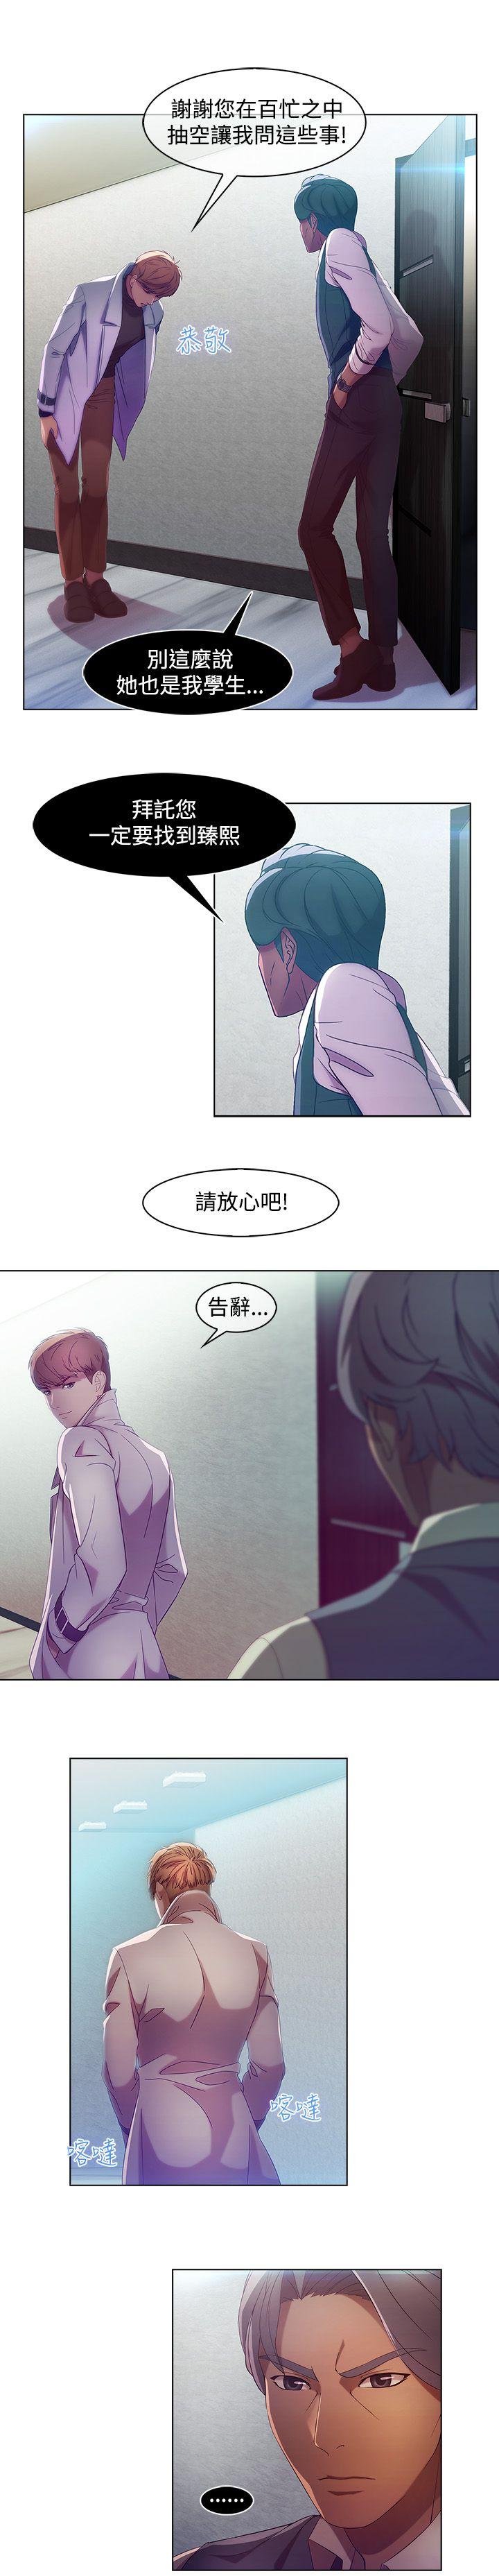 謝謝您在百忙之中
抽空讓我問這些事!
恭敬
別這麼說
她也是我學生...
拜託您
一定要找到臻熙
請放心吧!
告辭...
喀噠
喀噠
······